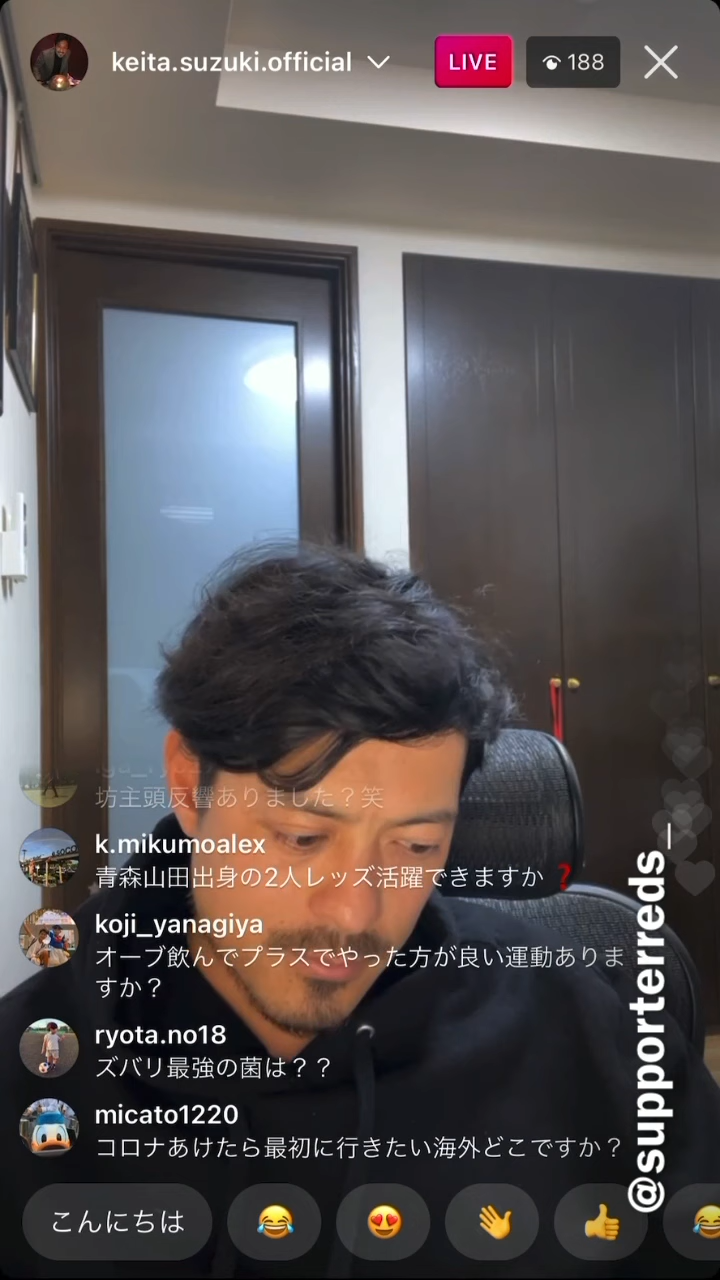 keita.suzuki.official
LIVE
188
坊主頭反響ありました？笑
k.mikumoalex
青森山田出身の2人レッズ活躍できますか❓
koji_yanagiya
オーブ飲んでプラスでやった方が良い運動ありま
すか？
ryota.no18
ズバリ最強の菌は？？
micato1220
コロナあけたら最初に行きたい海外どこですか？
@supporterreds_
こんにちは